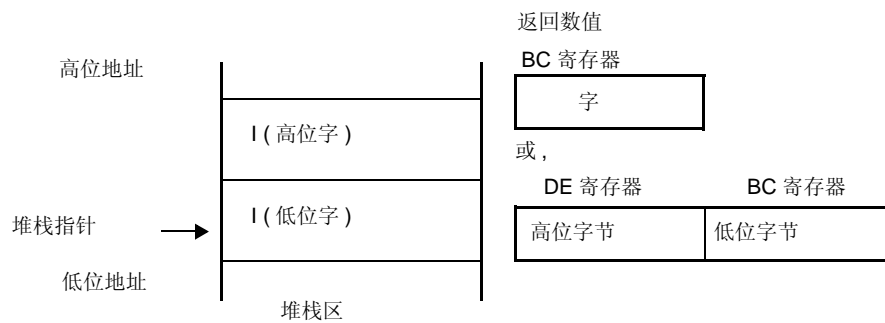 返回数值
高位地址
BC 寄存器
字
I ( 高位字 )
或 ,
DE 寄存器
BC 寄存器
I ( 低位字 )
堆栈指针
高位字节
低位字节
低位地址
堆栈区